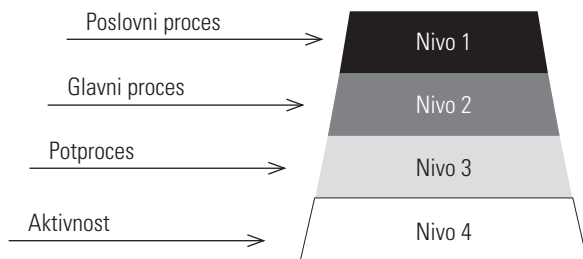 Poslovni proces
Nivo 1
Glavni proces
Nivo 2
Potproces
Nivo 3
Aktivnost
Nivo 4